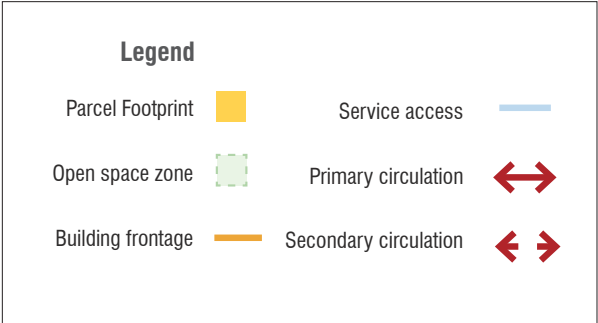 Legend
Parcel Footprint
Open space zone
Building frontage
Service access
Primary circulation
Secondary circulation